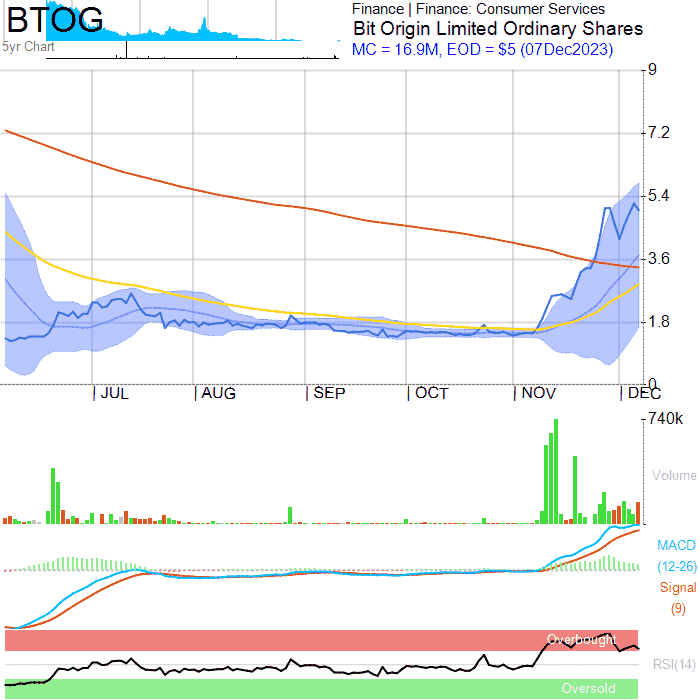 BTOG
5yr Chart
Finance | Finance: Consumer Services
Bit Origin Limited Ordinary Shares
MC = 16.9M, EOD = $5 (07Dec2023)
9
7.2
5.4
3.6
1.8
0
JUL AUG SEP OCT NOV DEC
740k
Volume
MACD
(12-26)
Signal
(9)
Overbought
RSI(14)
Oversold